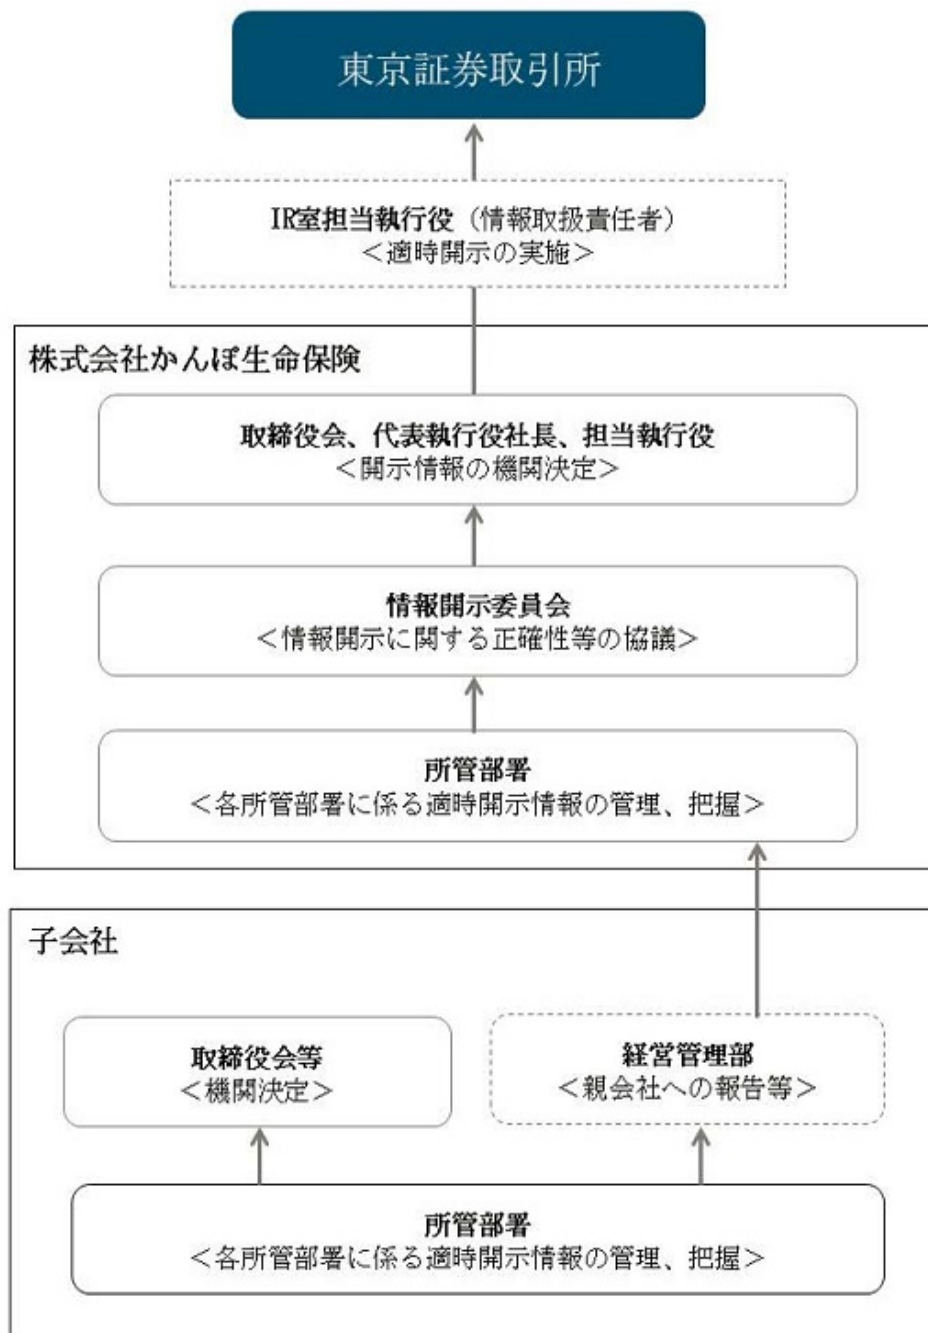 東京証券取引所
IR室担当執行役（情報取扱責任者）
＜適時開示の実施＞
株式会社かんぽ生命保険
取締役会、代表執行役社長、担当執行役
＜開示情報の機関決定＞
情報開示委員会
＜情報開示に関する正確性等の協議＞
所管部署
＜各所管部署に係る適時開示情報の管理、把握＞
子会社
取締役会等
＜機関決定＞
経営管理部
＜親会社への報告等＞
所管部署
＜各所管部署に係る適時開示情報の管理、把握＞